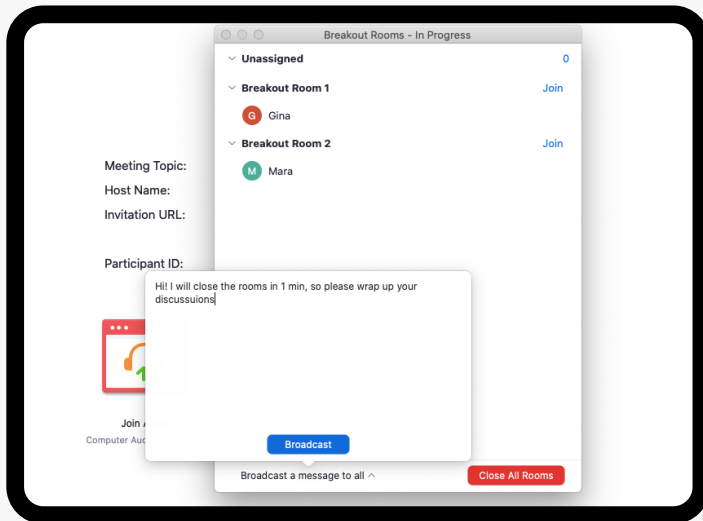 Breakout Rooms - In Progress
Unassigned 0
Breakout Room 1 Join
G Gina
Breakout Room 2 Join
M Mara
Meeting Topic:
Host Name:
Invitation URL:
Participant ID:
Hi! I will close the rooms in 1 min, so please wrap up your
discussuions
Join
Computer
Broadcast
Broadcast a message to all
Close All Rooms